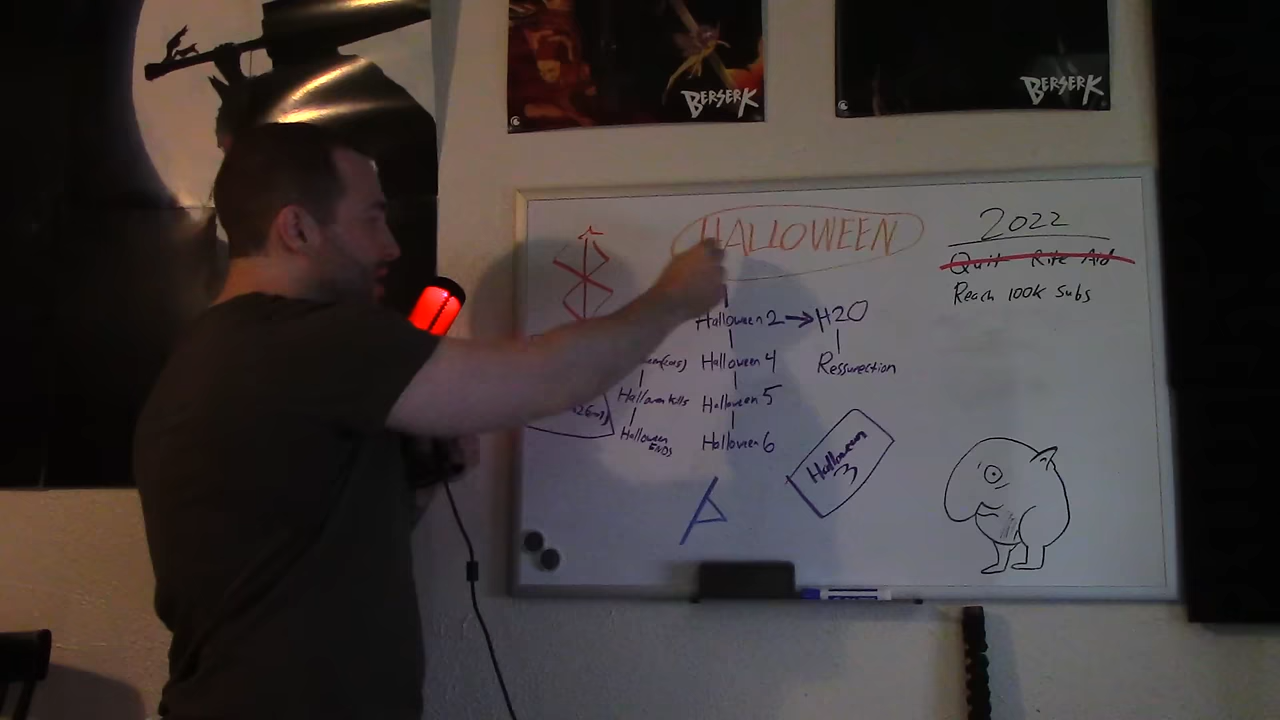 BERSERK
BERSERK
HALLOWEEN
2022
Quit Rite Aid
Reach 100K Subs
Halloween 2 → H20
Ressurection
Halloween 4
Halloween Kills
Halloween 5
Halloween
ENDS
Halloween 6
Halloween
3